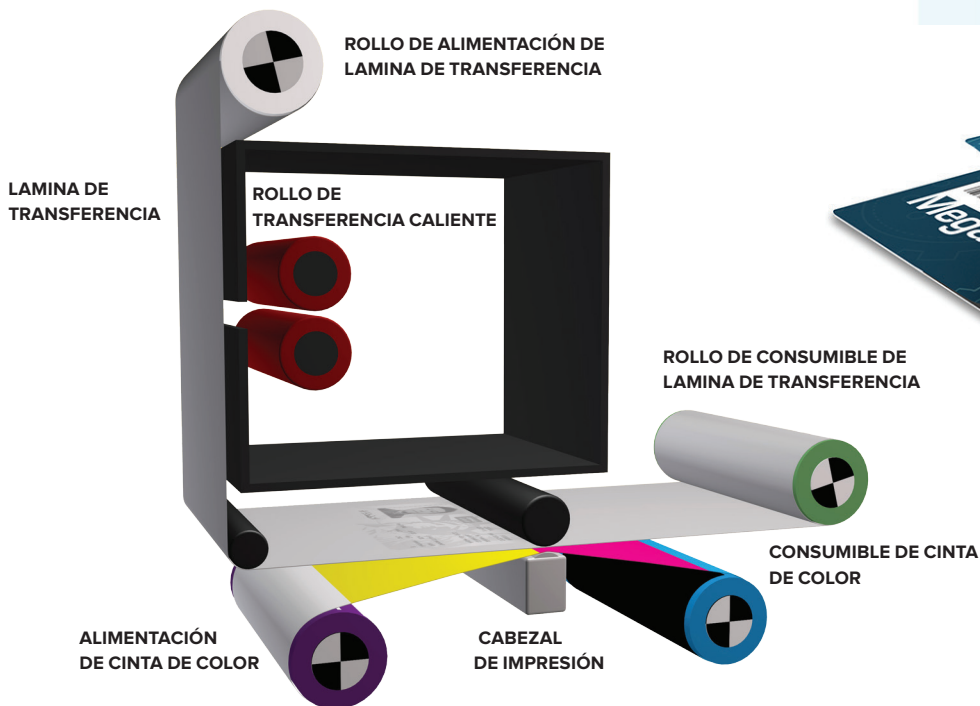 ROLLO DE ALIMENTACIÓN DE
LAMINA DE TRANSFERENCIA
LAMINA DE
TRANSFERENCIA
ROLLO DE
TRANSFERENCIA CALIENTE
ROLLO DE CONSUMIBLE DE
LAMINA DE TRANSFERENCIA
CONSUMIBLE DE CINTA
DE COLOR
ALIMENTACIÓN
DE CINTA DE COLOR
CABEZAL
DE IMPRESIÓN